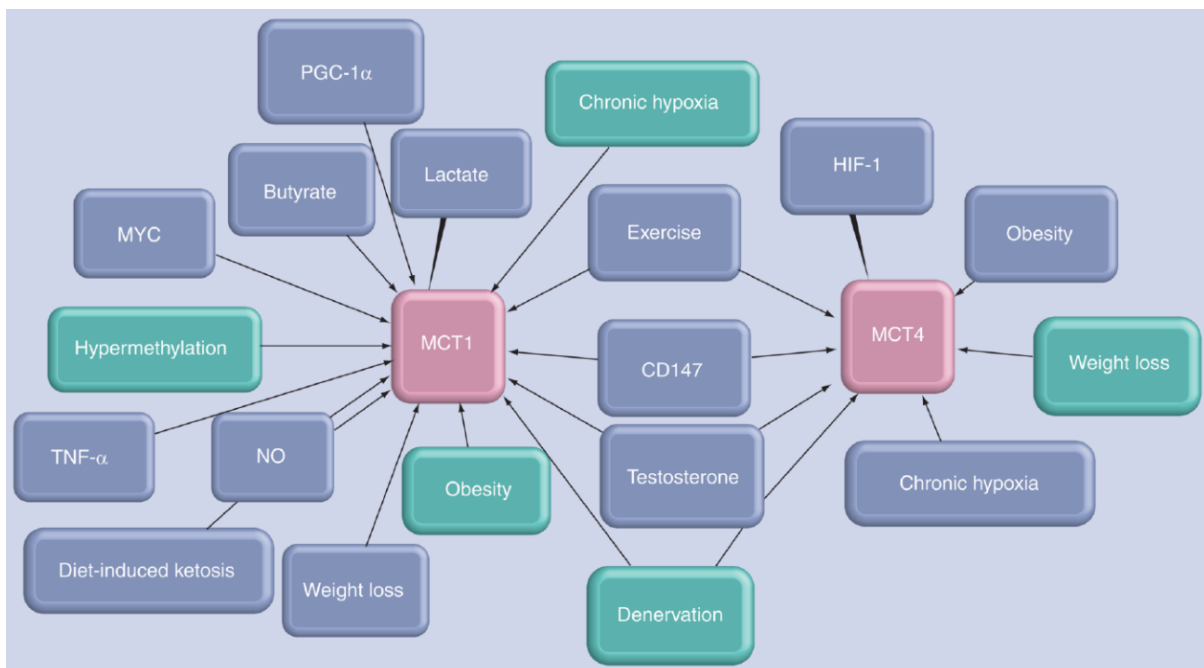 PGC-1α
Chronic hypoxia
Lactate
HIF-1
Butyrate
MYC
Exercise
Obesity
MCT1
MCT4
Hypermethylation
CD147
Weight loss
TNF-α
NO
Obesity
Testosterone
Chronic hypoxia
Diet-induced ketosis
Weight loss
Denervation